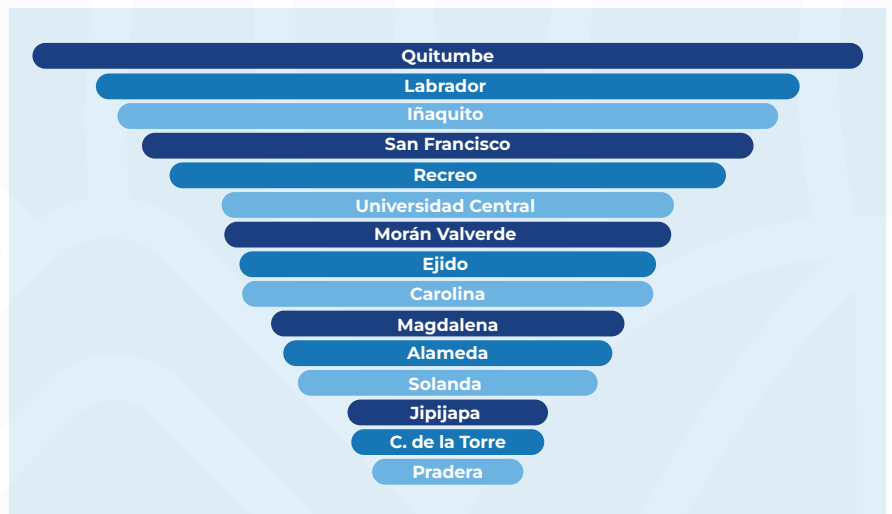 Quitumbe
Labrador
Iñaquito
San Francisco
Recreo
Universidad Central
Morán Valverde
Ejido
Carolina
Magdalena
Alameda
Solanda
Jipijapa
C. de la Torre
Pradera